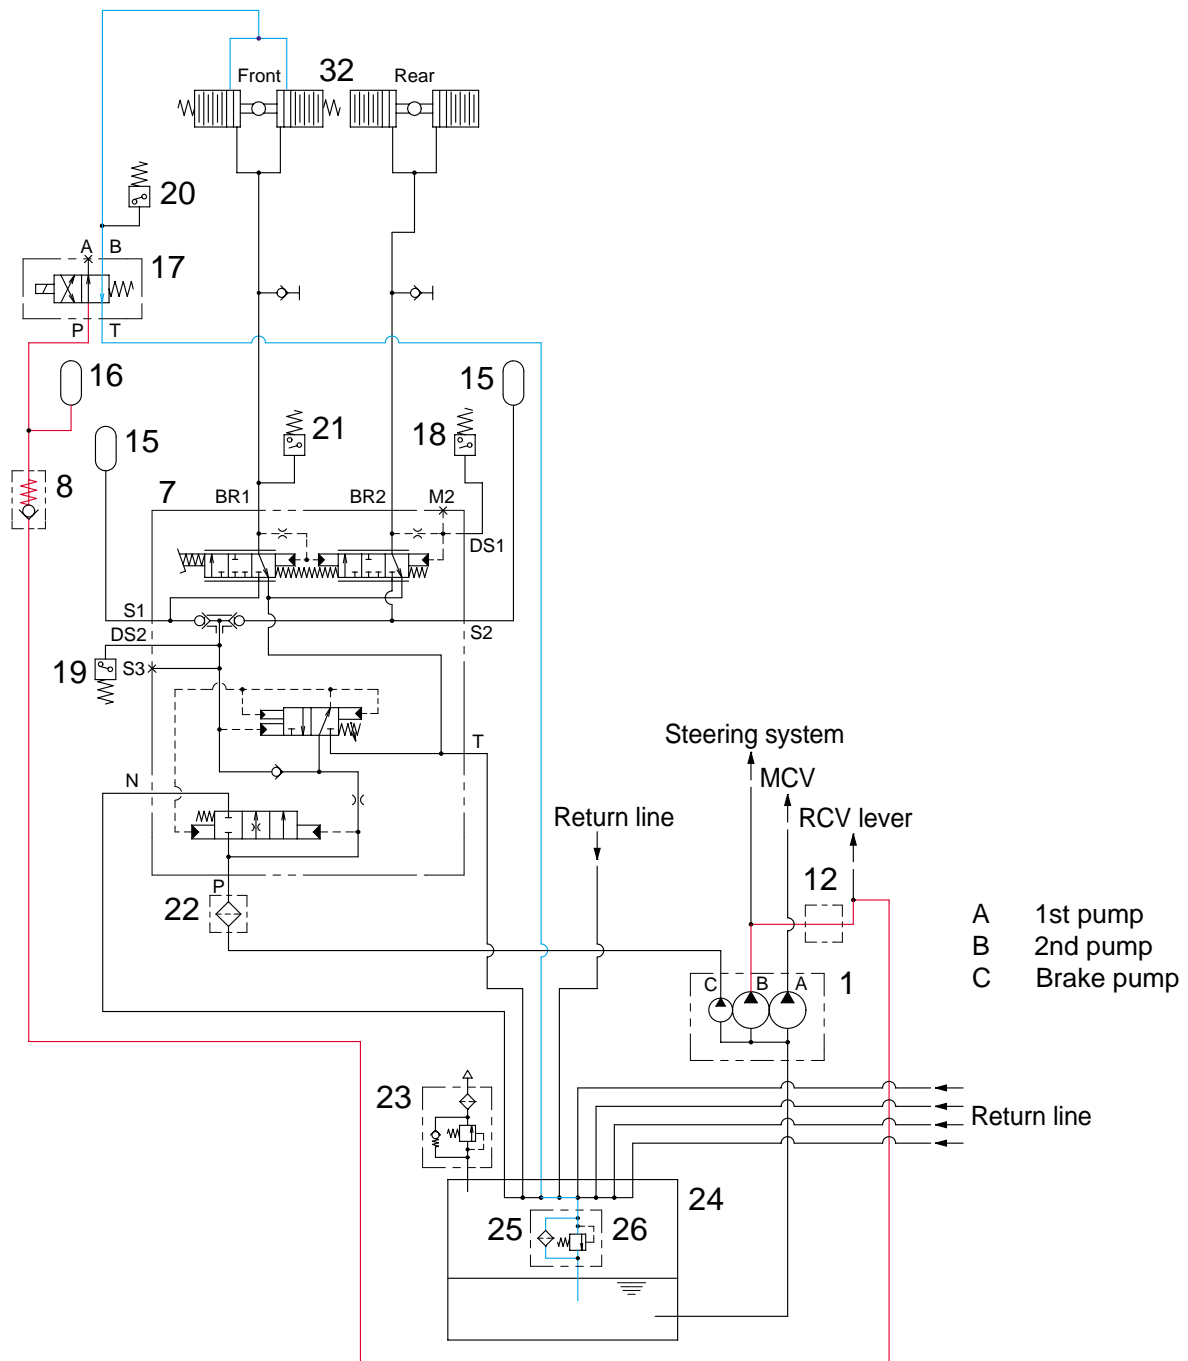 Front 32 Rear
20
A B
17
P T
16
15
15
21
18
8
7
BR1 BR2 M2
DS1
S1
S2
DS2
19
S3
T
N
Steering system
MCV
RCV lever
Return line
12
P
22
A 1st pump
B 2nd pump
C Brake pump
C B A
1
23
Return line
24
25
26